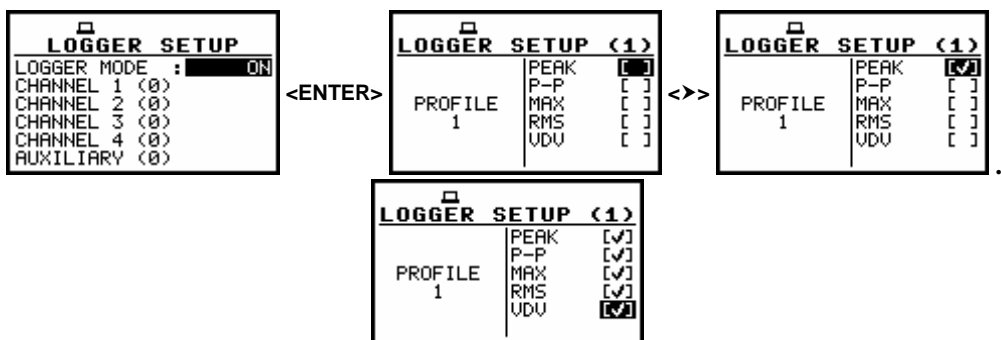 LOGGER SETUP
LOGGER MODE : ON
CHANNEL 1 (0)
CHANNEL 2 (0)
CHANNEL 3 (0)
CHANNEL 4 (0)
AUXILIARY (0)
<ENTER>
LOGGER SETUP (1)
PROFILE
1
PEAK [ ]
P-P [ ]
MAX [ ]
RMS [ ]
VDV [ ]
<➤>
LOGGER SETUP (1)
PROFILE
1
PEAK [✓]
P-P [ ]
MAX [ ]
RMS [ ]
VDV [ ]
.
LOGGER SETUP (1)
PROFILE
1
PEAK [✓]
P-P [✓]
MAX [✓]
RMS [✓]
VDV [✓]